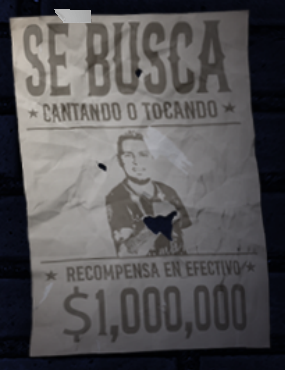 SE BUSCA
CANTANDO O TOCANDO
RECOMPENSA EN EFECTIVO
$1,000,000